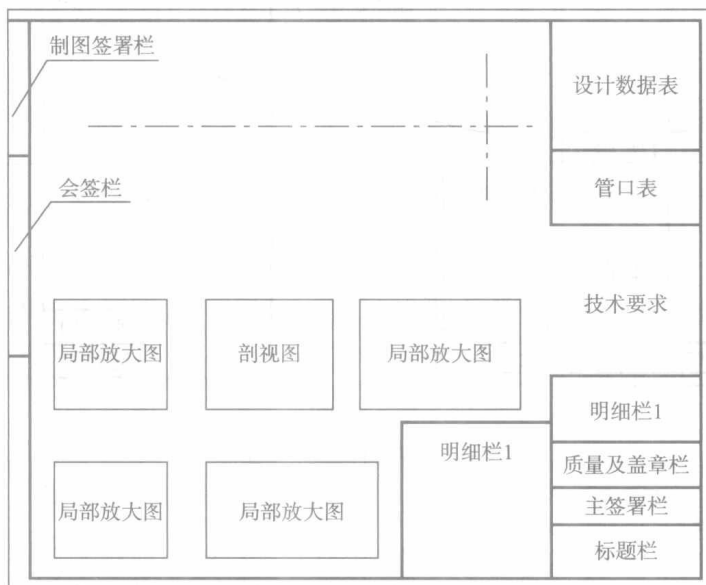 制图签署栏
设计数据表
会签栏
管口表
技术要求
局部放大图
剖视图
局部放大图
明细栏1
明细栏1
质量及盖章栏
主签署栏
局部放大图
局部放大图
标题栏